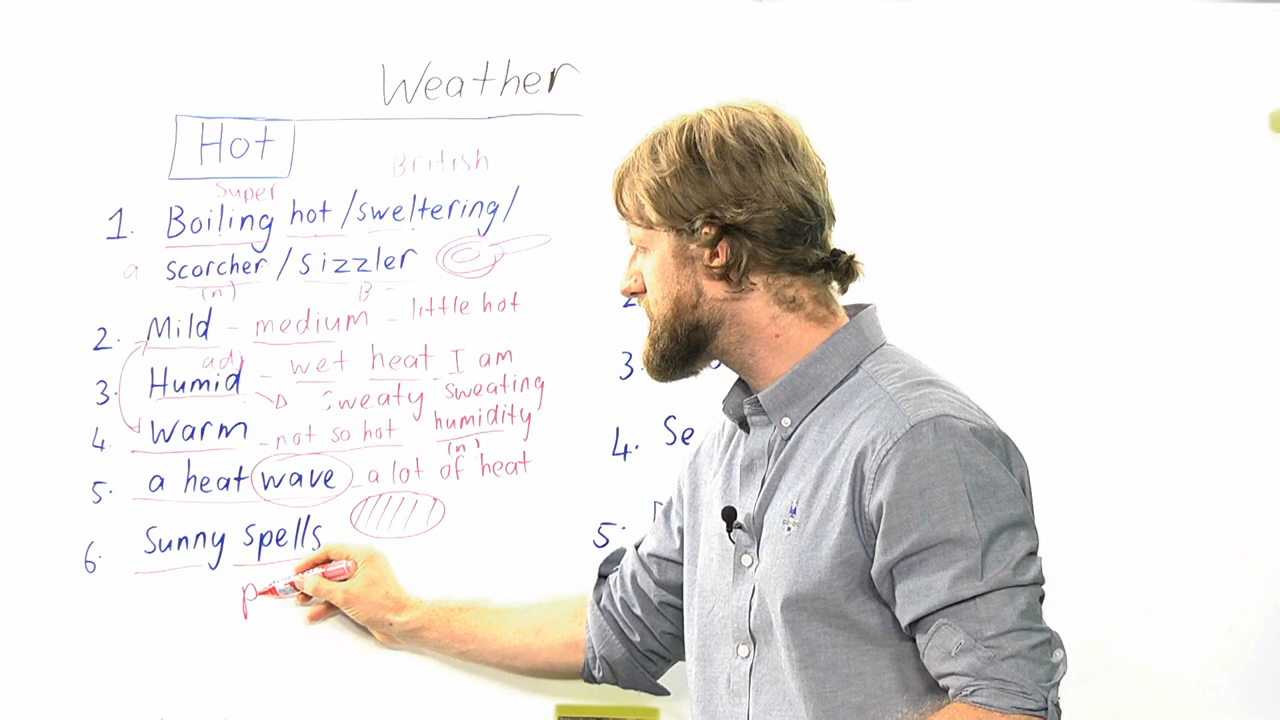 Weather
Hot
British
Super
1. Boiling hot / sweltering /
a scorcher / sizzler
(n) B -
2. Mild - medium - little hot
adj
3. Humid - wet heat I am
sweaty sweating
4. warm - not so hot humidity
(n)
5. a heat wave - a lot of heat
6. Sunny spells
p
3.
4. Se
5.